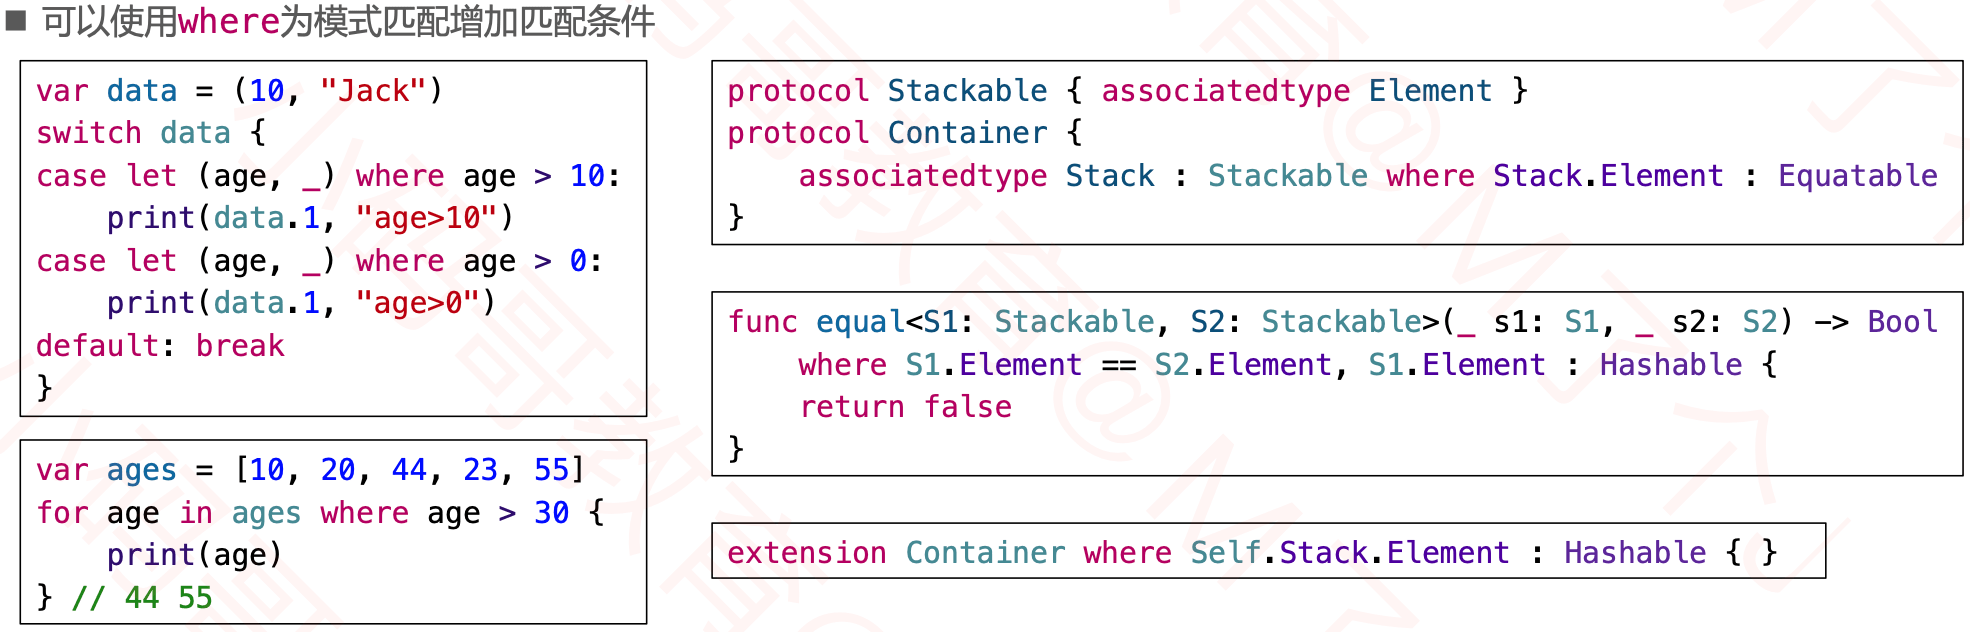 ■ 可以使用where为模式匹配增加匹配条件
var data = (10, "Jack")
switch data {
case let (age, _) where age > 10:
    print(data.1, "age>10")
case let (age, _) where age > 0:
    print(data.1, "age>0")
default: break
}
var ages = [10, 20, 44, 23, 55]
for age in ages where age > 30 {
    print(age)
} // 44 55
protocol Stackable { associatedtype Element }
protocol Container {
    associatedtype Stack : Stackable where Stack.Element : Equatable
}
func equal<S1: Stackable, S2: Stackable>(_ s1: S1, _ s2: S2) -> Bool
    where S1.Element == S2.Element, S1.Element : Hashable {
    return false
}
extension Container where Self.Stack.Element : Hashable { }